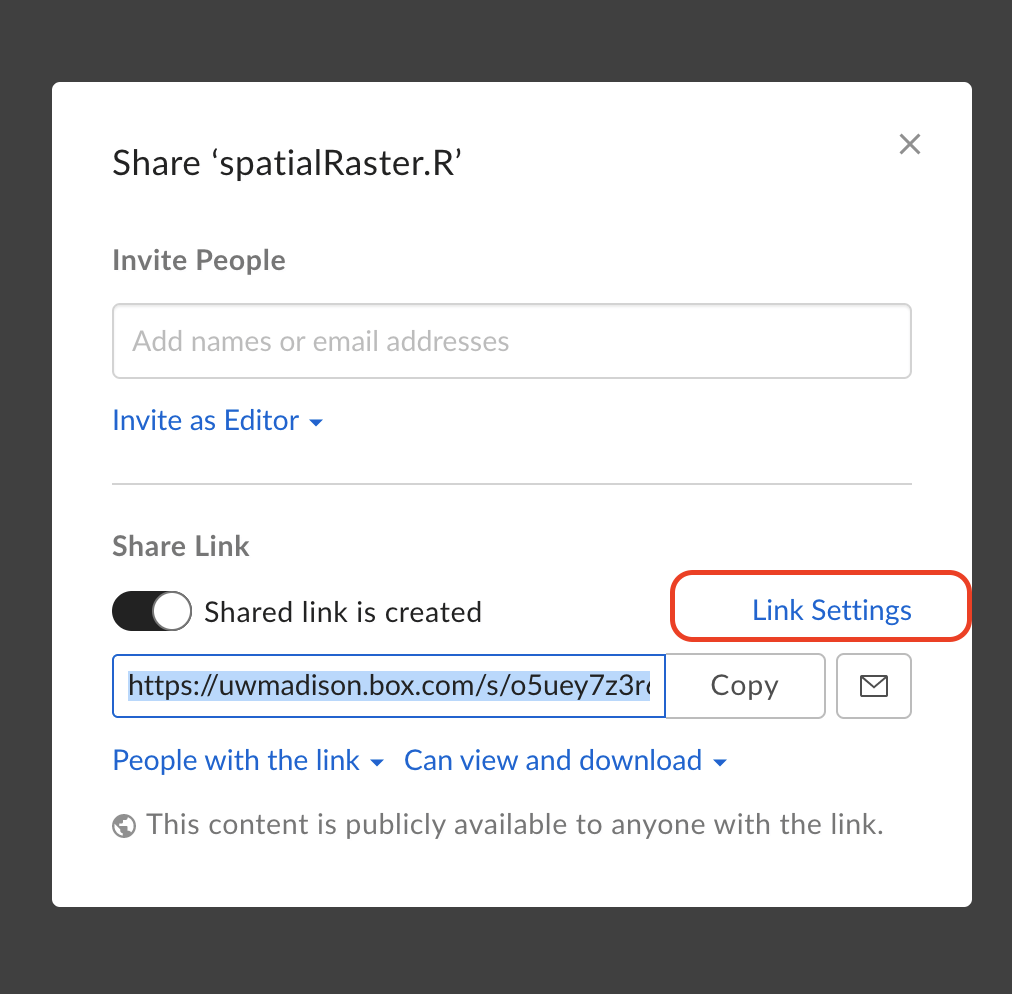 Share ‘spatialRaster.R’
Invite People
Add names or email addresses
Invite as Editor
Share Link
Shared link is created
Link Settings
https://uwmadison.box.com/s/o5uey7z3r
Copy
People with the link Can view and download
This content is publicly available to anyone with the link.